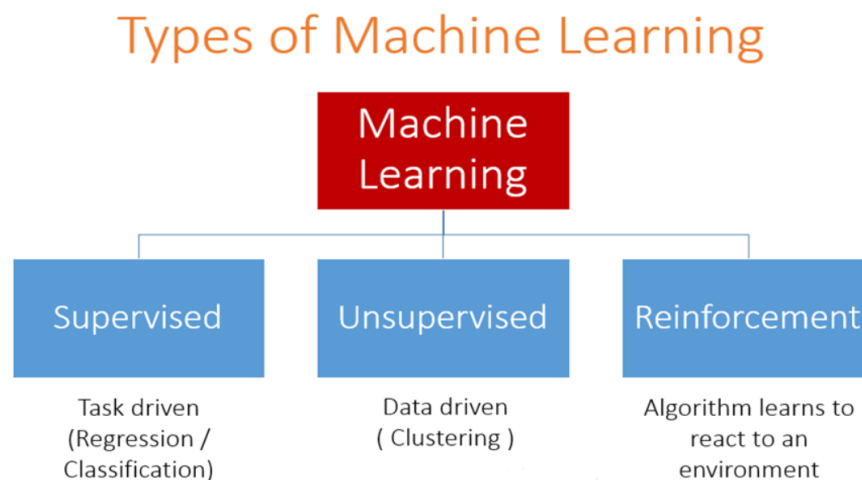 Types of Machine Learning
Machine
Learning
Supervised
Unsupervised
Reinforcement
Task driven
(Regression /
Classification)
Data driven
( Clustering )
Algorithm learns to
react to an
environment